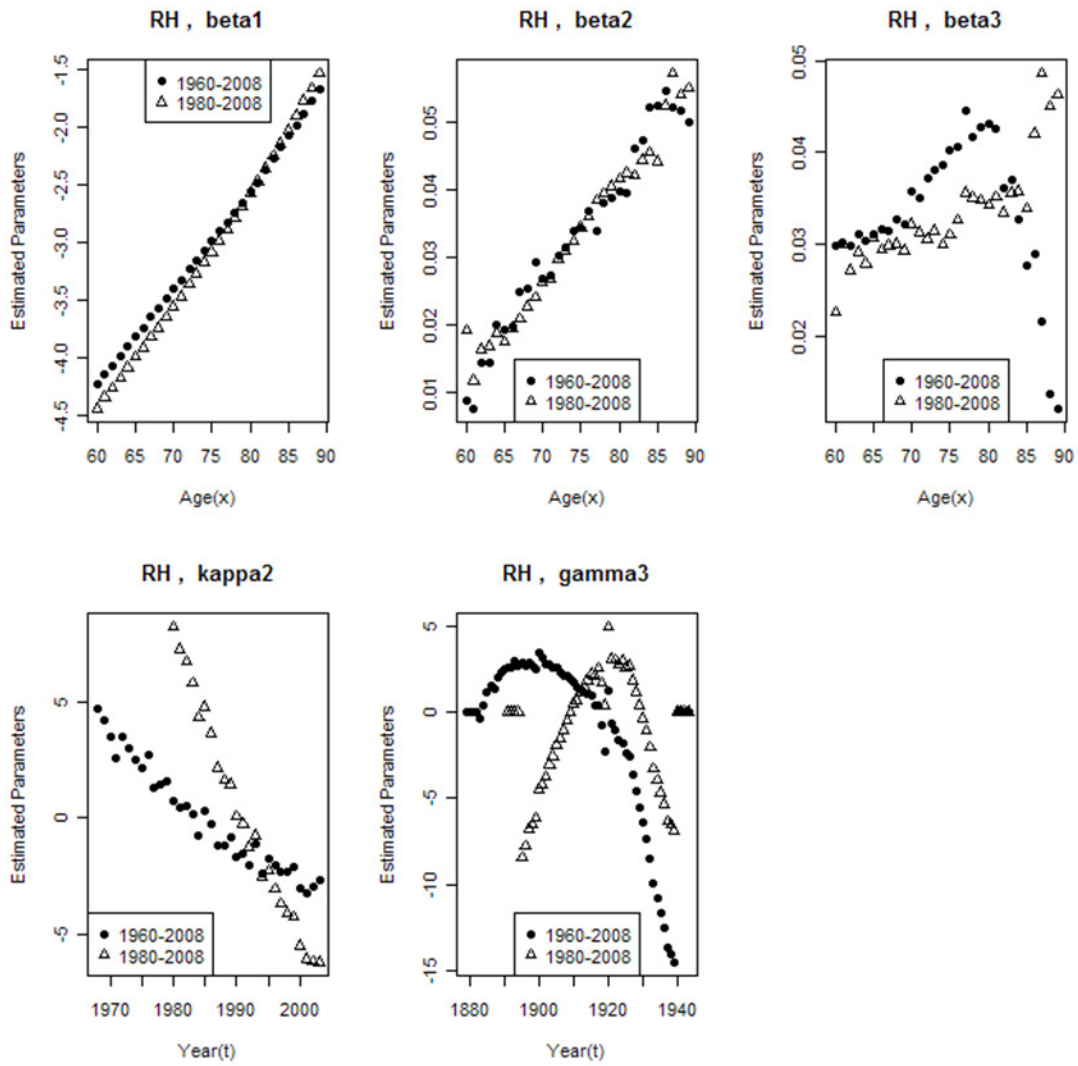 RH , beta1
Estimated Parameters
-1.5
-2.0
-2.5
-3.0
-3.5
-4.0
-4.5
1960-2008
1980-2008
60 65 70 75 80 85 90
Age(x)
RH , beta2
Estimated Parameters
0.05
0.04
0.03
0.02
0.01
1960-2008
1980-2008
60 65 70 75 80 85 90
Age(x)
RH , beta3
Estimated Parameters
0.05
0.04
0.03
0.02
1960-2008
1980-2008
60 65 70 75 80 85 90
Age(x)
RH , kappa2
Estimated Parameters
5
0
-5
1960-2008
1980-2008
1970 1980 1990 2000
Year(t)
RH , gamma3
Estimated Parameters
5
0
-5
-10
-15
1960-2008
1980-2008
1880 1900 1920 1940
Year(t)